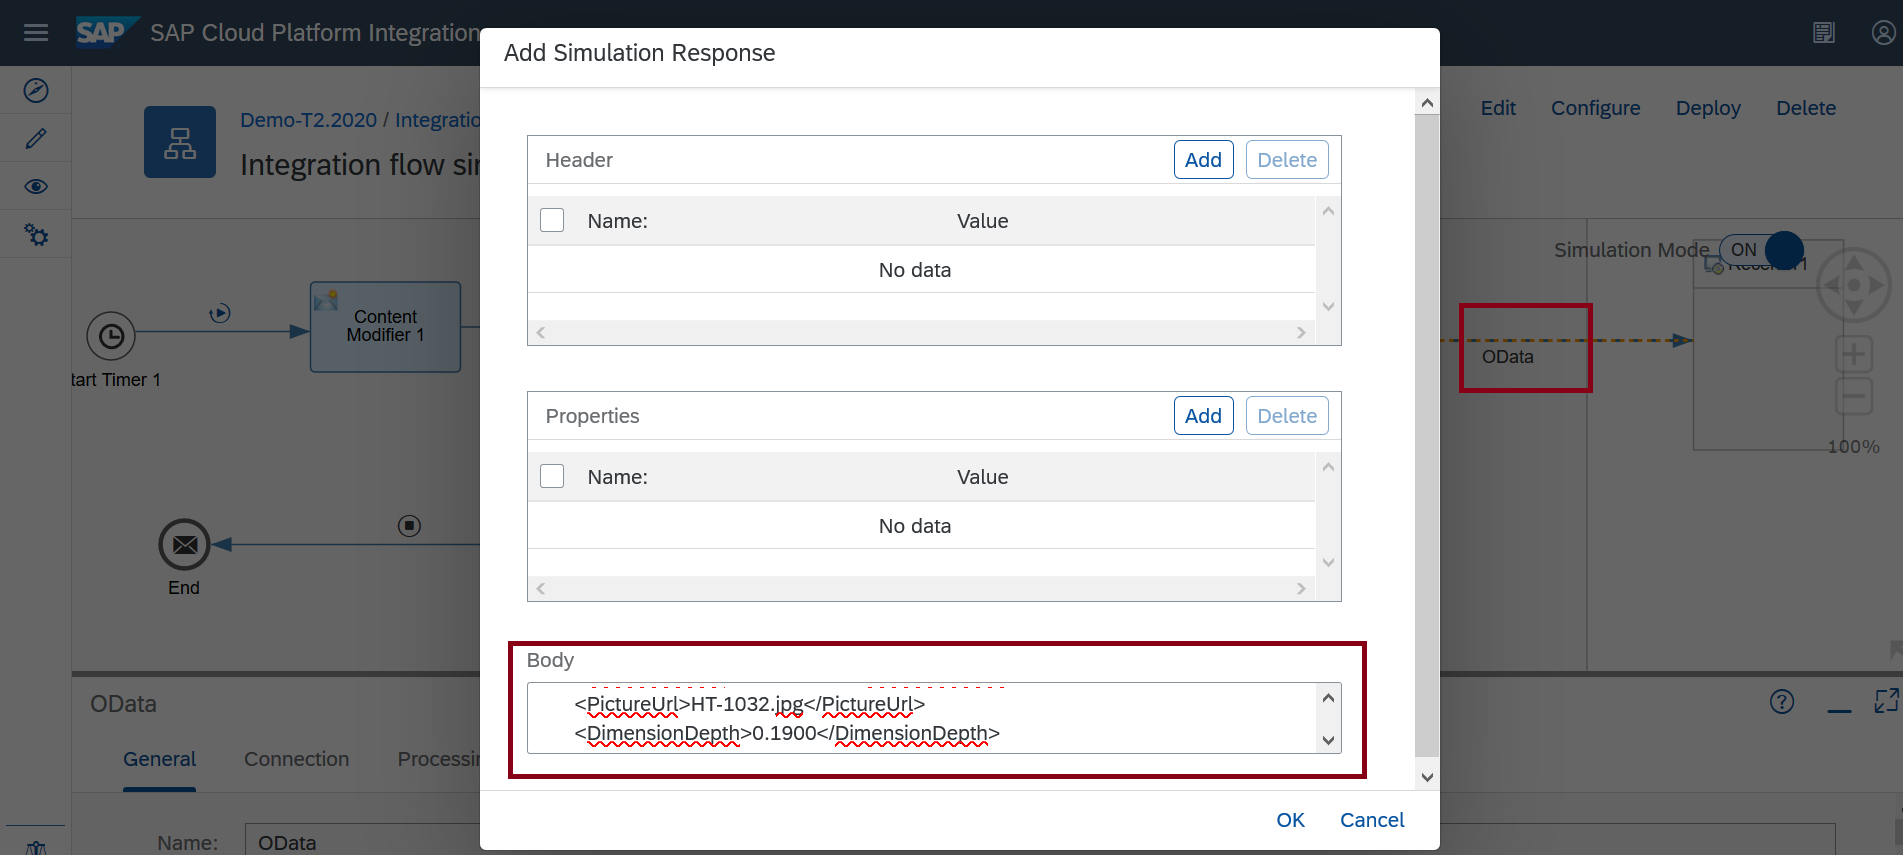 SAP SAP Cloud Platform Integration
Add Simulation Response
Demo-T2.2020 / Integratio
Integration flow sin
Edit Configure Deploy Delete
Header Add Delete
Name: Value
No data
Simulation Mode ON
Content
Modifier 1
tart Timer 1
OData
100%
Properties Add Delete
Name: Value
No data
End
Body
<PictureUrl>HT-1032.jpg</PictureUrl>
<DimensionDepth>0.1900</DimensionDepth>
OData
General Connection Processin
OK Cancel
Name: OData